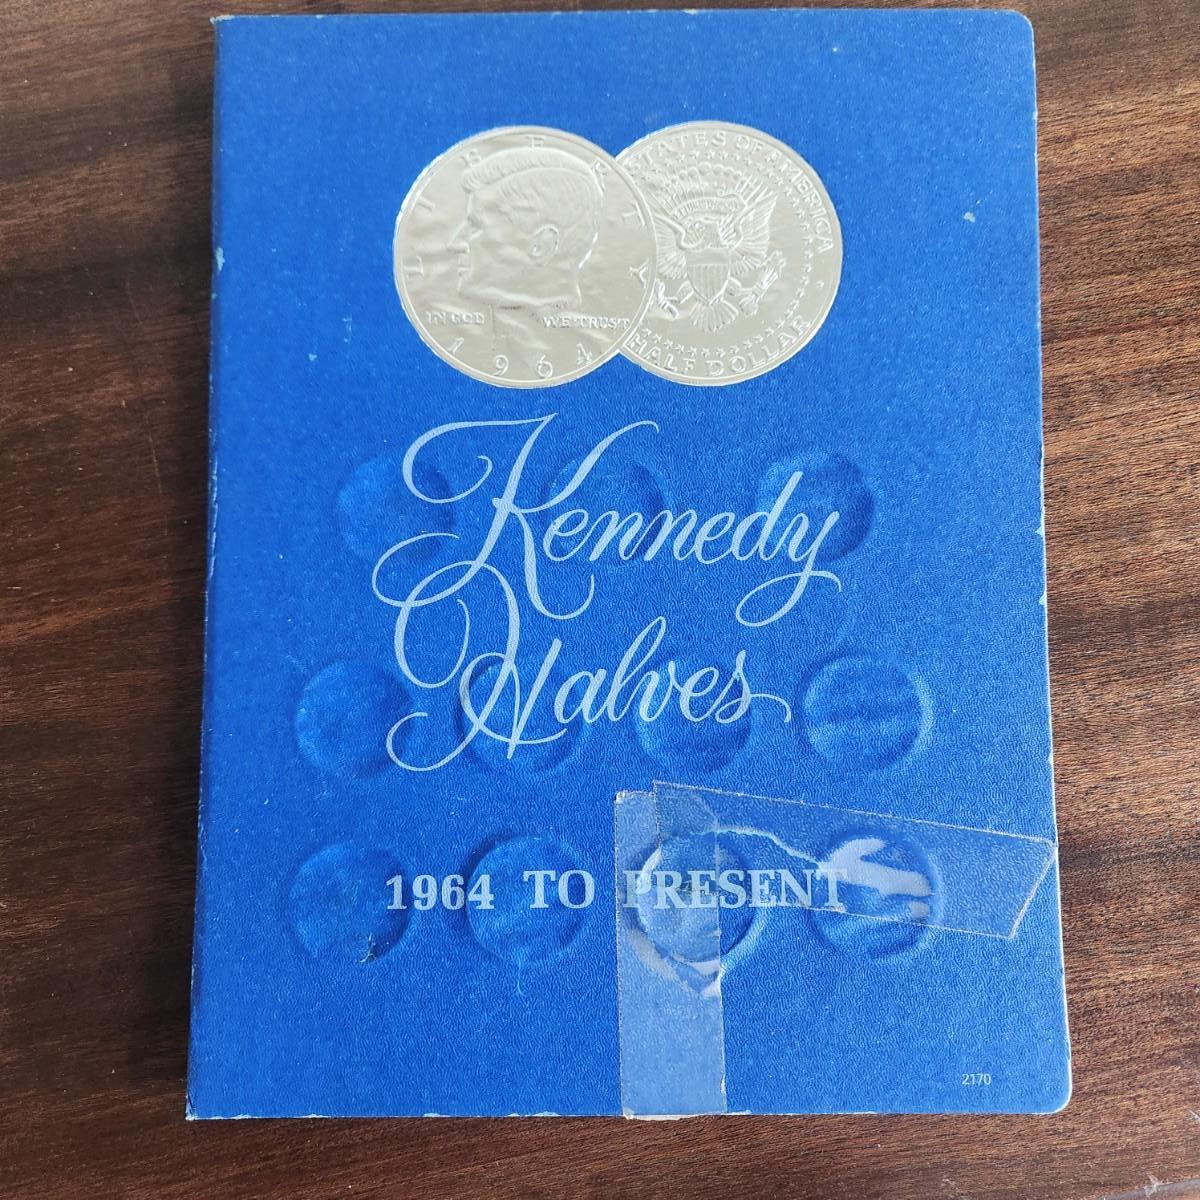 LIBERTY
IN GOD WE TRUST
1964
STATES OF AMERICA
HALF DOLLAR
Kennedy
Halves
1964 TO PRESENT
2170